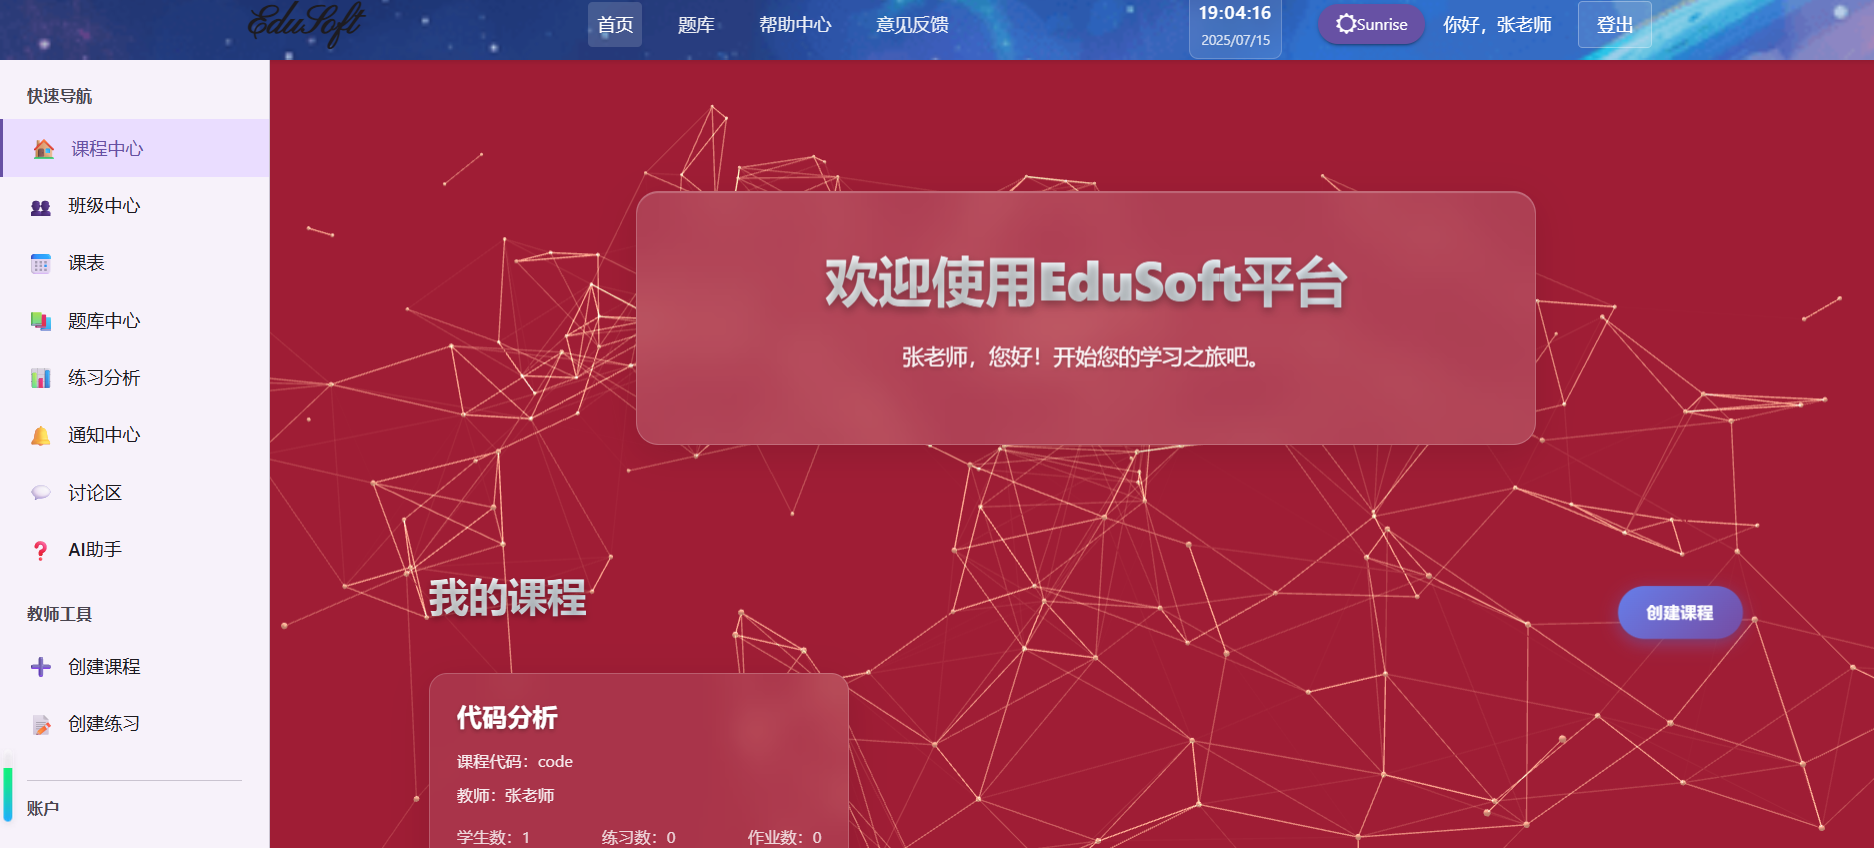 EduSoft
首页 题库 帮助中心 意见反馈
19:04:16
2025/07/15
Sunrise
你好，张老师
登出
快速导航
课程中心
班级中心
课表
题库中心
练习分析
通知中心
讨论区
AI助手
教师工具
创建课程
创建练习
账户
欢迎使用EduSoft平台
张老师，您好！开始您的学习之旅吧。
我的课程
创建课程
代码分析
课程代码：code
教师：张老师
学生数：1 练习数：0 作业数：0